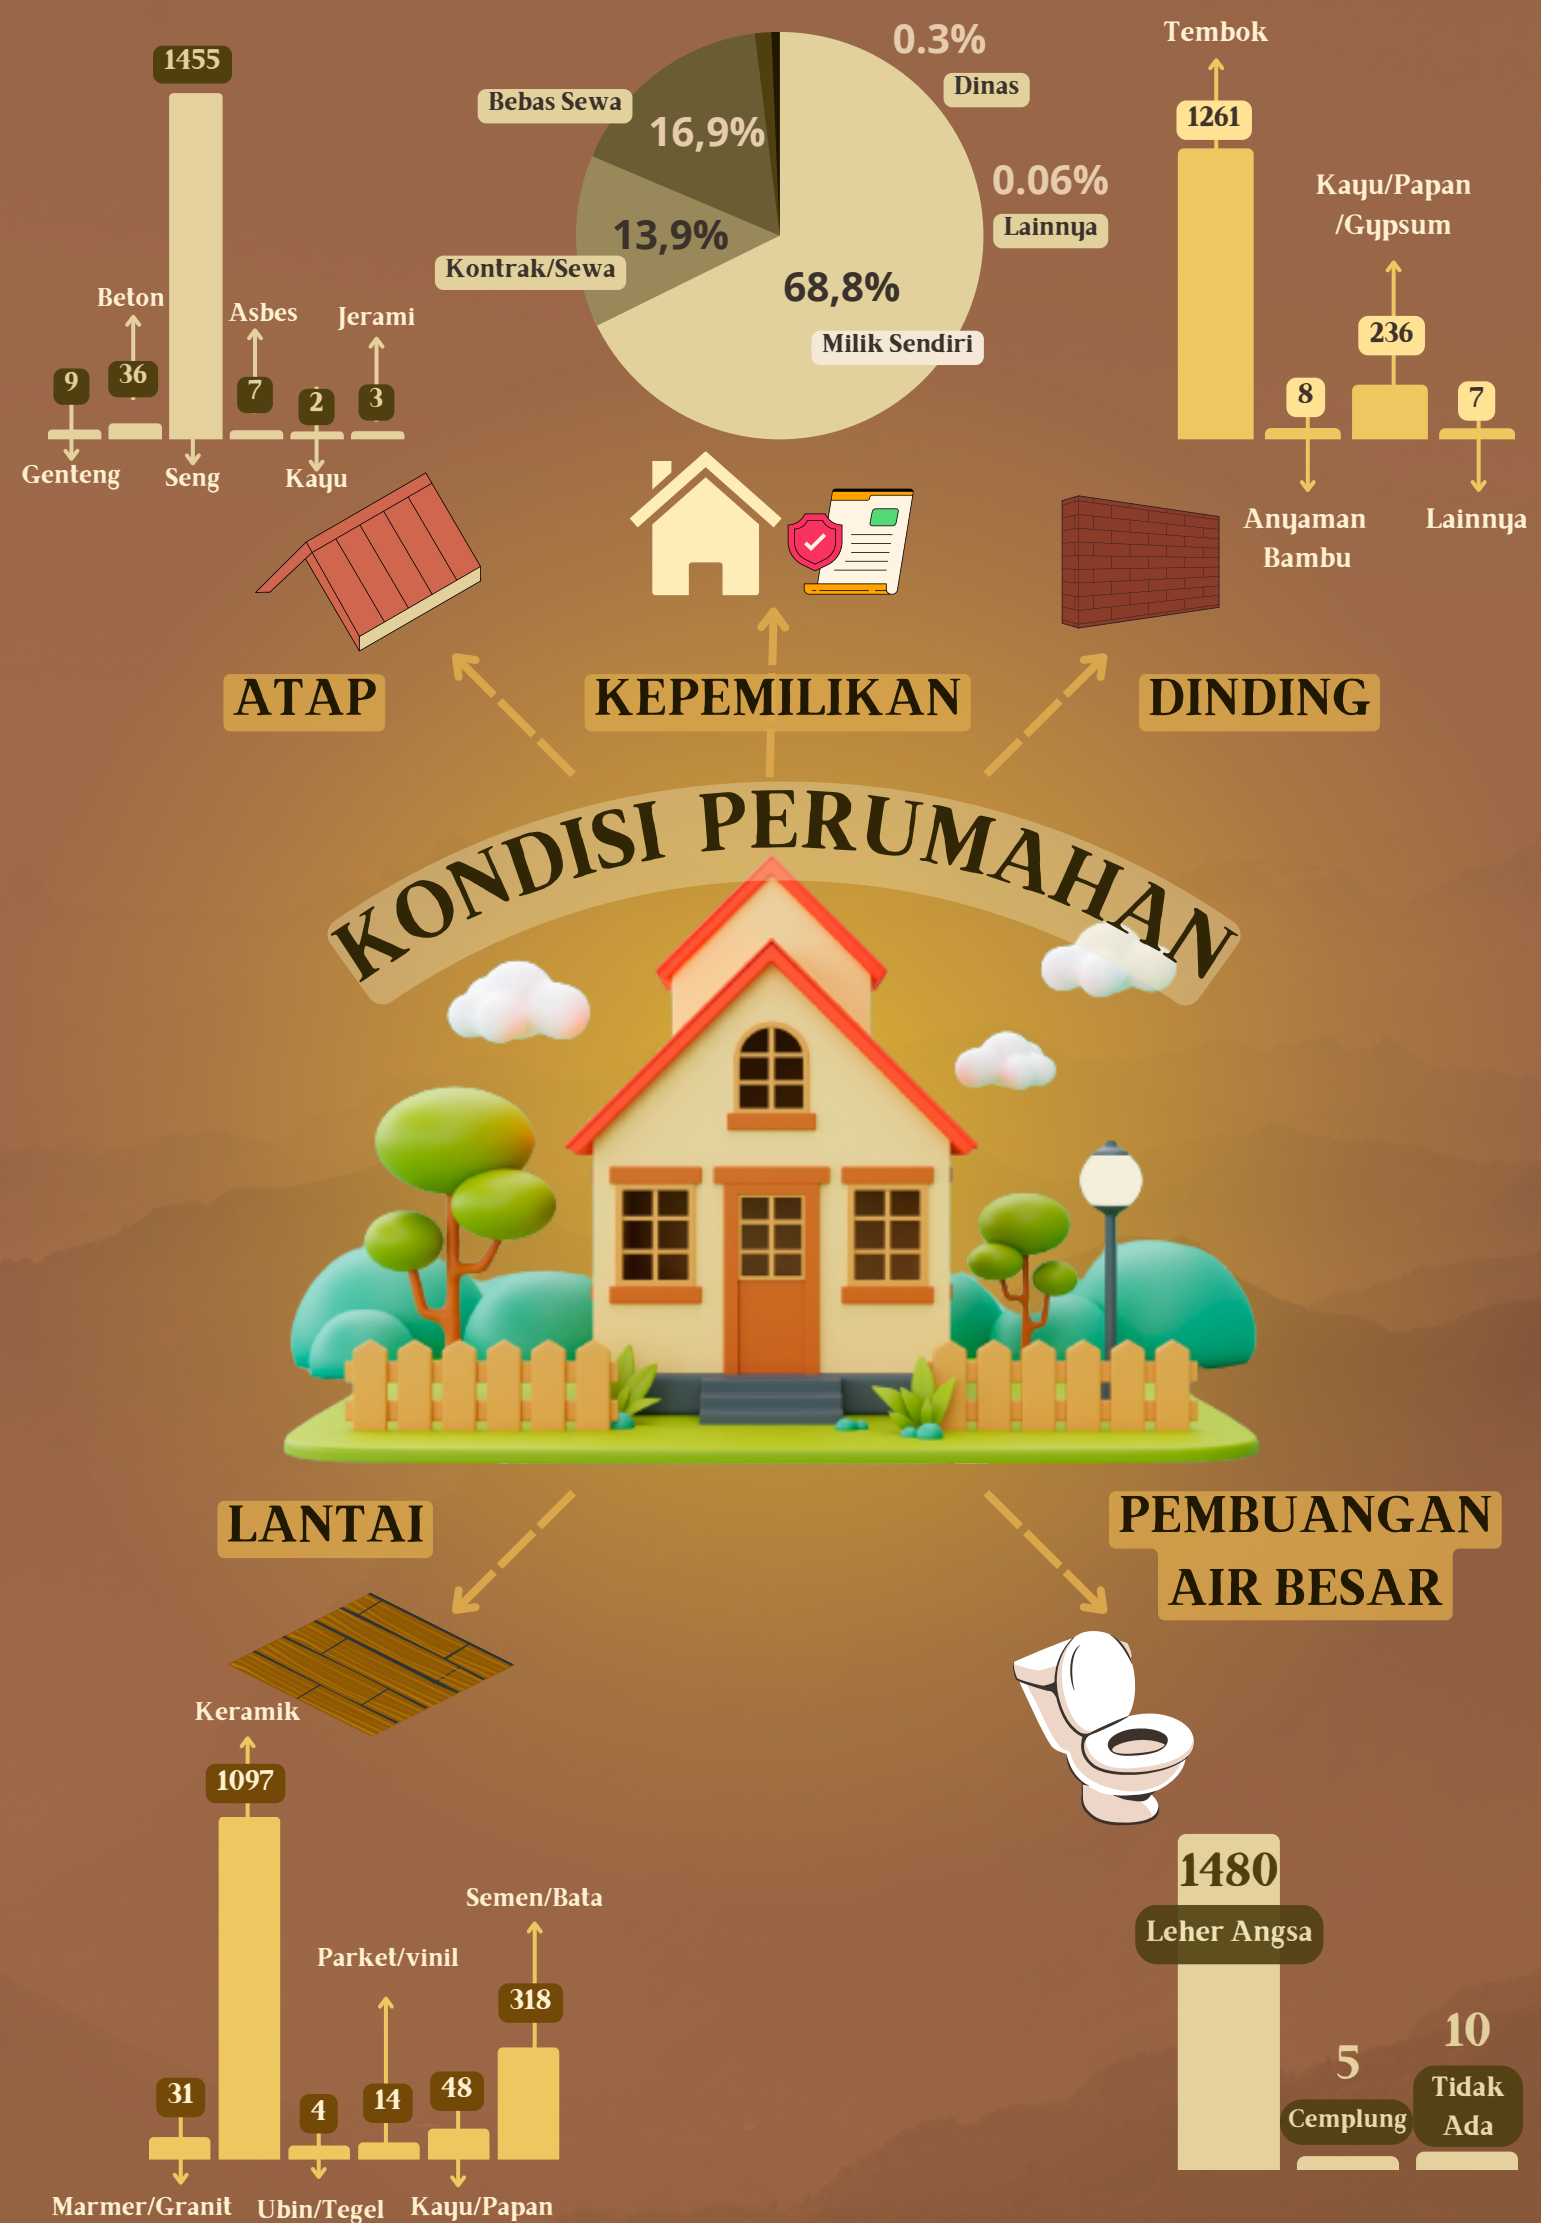 1455
Beton
Asbes
Jerami
9
36
7
2
3
Genteng
Seng
Kayu
0.3%
Dinas
Bebas Sewa
16,9%
0.06%
Lainnya
13,9%
Kontrak/Sewa
68,8%
Milik Sendiri
Tembok
1261
Kayu/Papan
/Gypsum
236
8
7
Anyaman
Bambu
Lainnya
ATAP
KEPEMILIKAN
DINDING
KONDISI PERUMAHAN
LANTAI
PEMBUANGAN
AIR BESAR
Keramik
1097
Semen/Bata
Parket/vinil
318
31
4
14
48
Marmer/Granit
Ubin/Tegel
Kayu/Papan
1480
Leher Angsa
5
Cemplung
10
Tidak
Ada